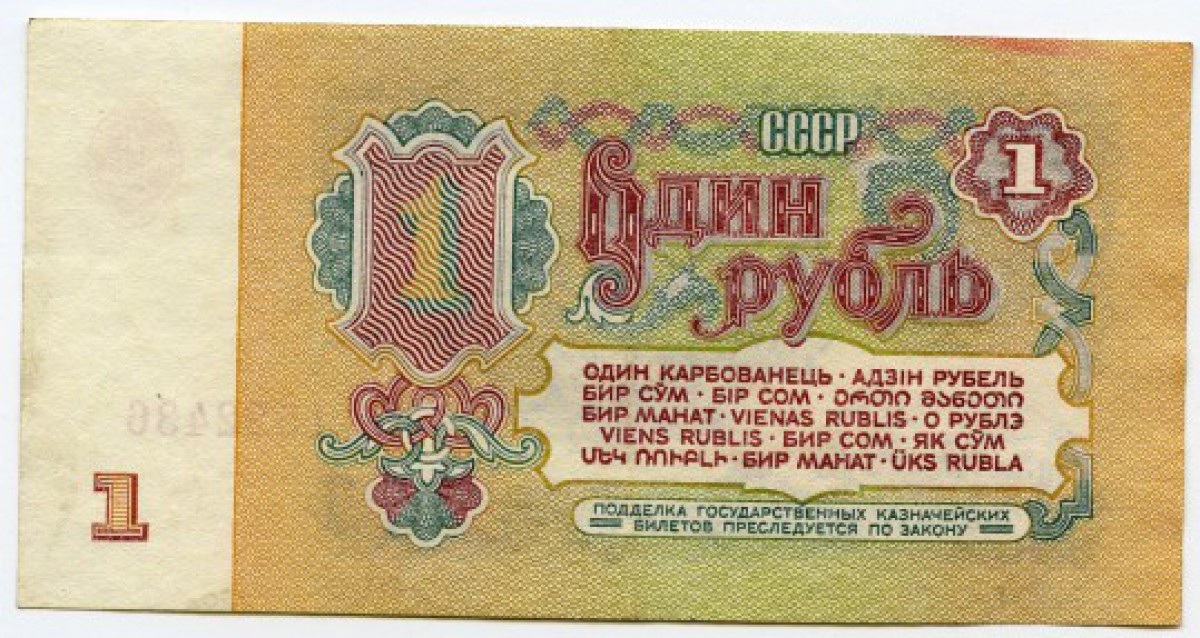 СССР
1
1
Один
рубль
ОДИН КАРБОВАНЕЦЬ · АДЗІН РУБЕЛЬ
БИР СЎМ · БІР СОМ · ᲔᲠᲗᲘ ᲛᲐᲜᲔᲗᲘ
БИР МАНАТ · VIENAS RUBLIS · О РУБЛЭ
VIENS RUBLIS · БИР СОМ · ЯК СЎМ
ՄԵԿ ՌՈՒԲԼԻ · БИР МАНАТ · ÜKS RUBLA
ПОДДЕЛКА ГОСУДАРСТВЕННЫХ КАЗНАЧЕЙСКИХ
БИЛЕТОВ ПРЕСЛЕДУЕТСЯ ПО ЗАКОНУ
1